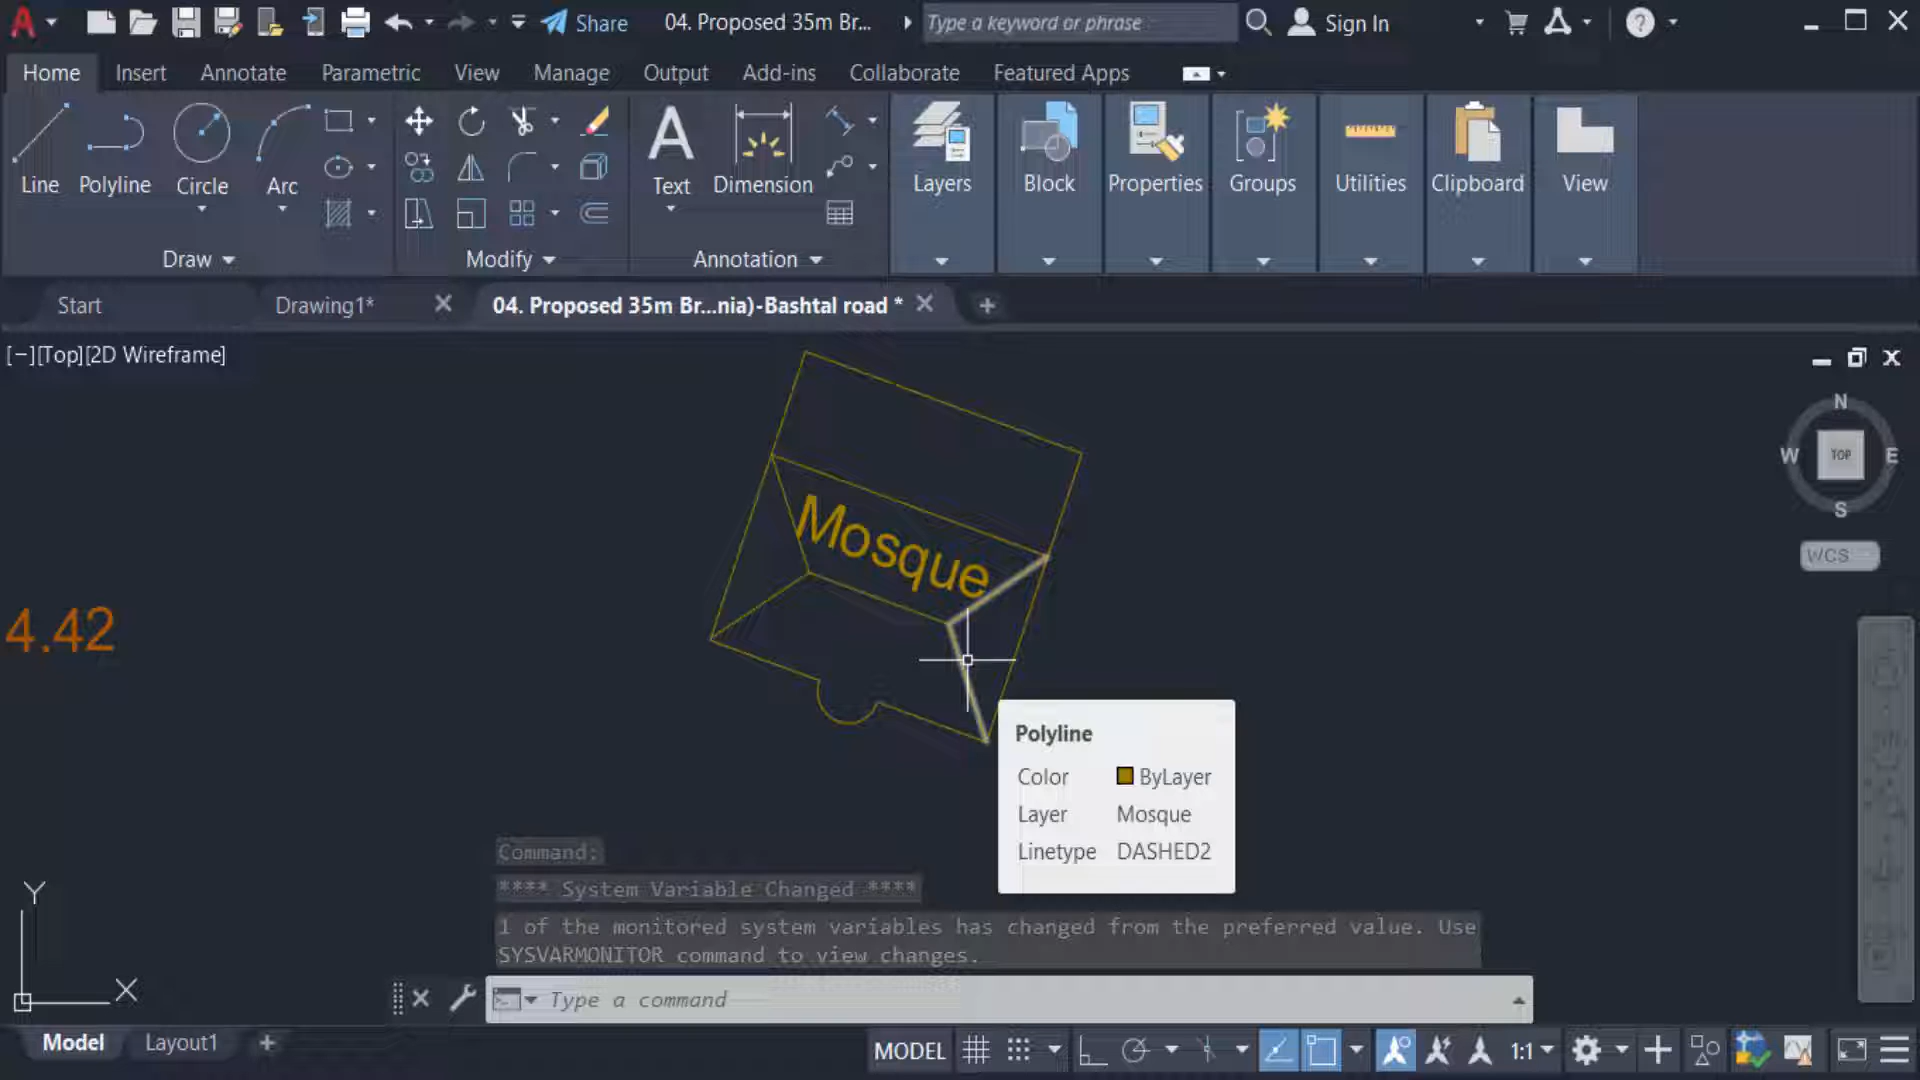 Share
04. Proposed 35m Br...
Type a keyword or phrase
Sign In
Home
Insert
Annotate
Parametric
View
Manage
Output
Add-ins
Collaborate
Featured Apps
Line
Polyline
Circle
Arc
Text
Dimension
Layers
Block
Properties
Groups
Utilities
Clipboard
View
Draw
Modify
Annotation
Start
Drawing1*
04. Proposed 35m Br...nia)-Bashtal road *
[−][Top][2D Wireframe]
N
W
TOP
E
S
WCS
Mosque
4.42
Polyline
Color ByLayer
Layer Mosque
Linetype DASHED2
Command:
**** System Variable Changed ****
1 of the monitored system variables has changed from the preferred value. Use
SYSVARMONITOR command to view changes.
Y
X
Type a command
Model
Layout1
MODEL
1:1